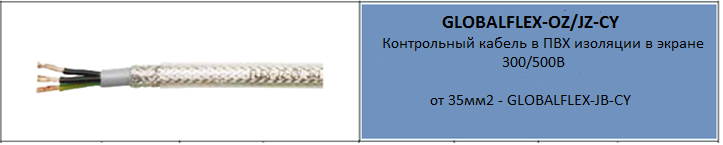 GLOBALFLEX-OZ/JZ-CY
Контрольный кабель в ПВХ изоляции в экране
300/500В
от 35мм2 - GLOBALFLEX-JB-CY